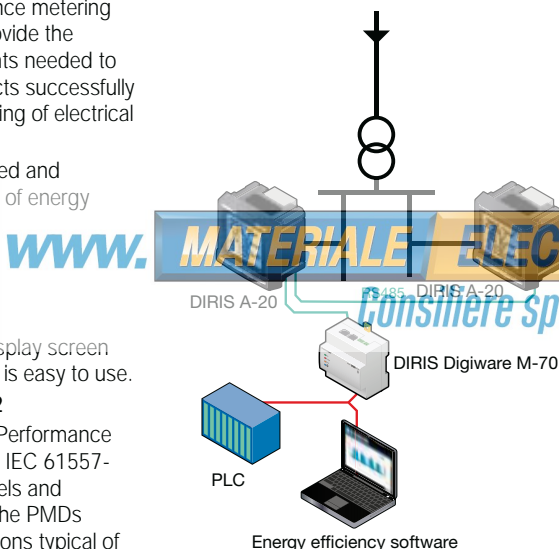 nce metering
ovide the
nts needed to
cts successfully
ing of electrical
ed and
of energy
www. MATERIALE ELEC
DIRIS A-20
RS485
DIRIS A-20
Consiliere sp
splay screen
is easy to use.
2
Performance
IEC 61557-
els and
he PMDs
ons typical of
DIRIS Digiware M-70
PLC
Energy efficiency software